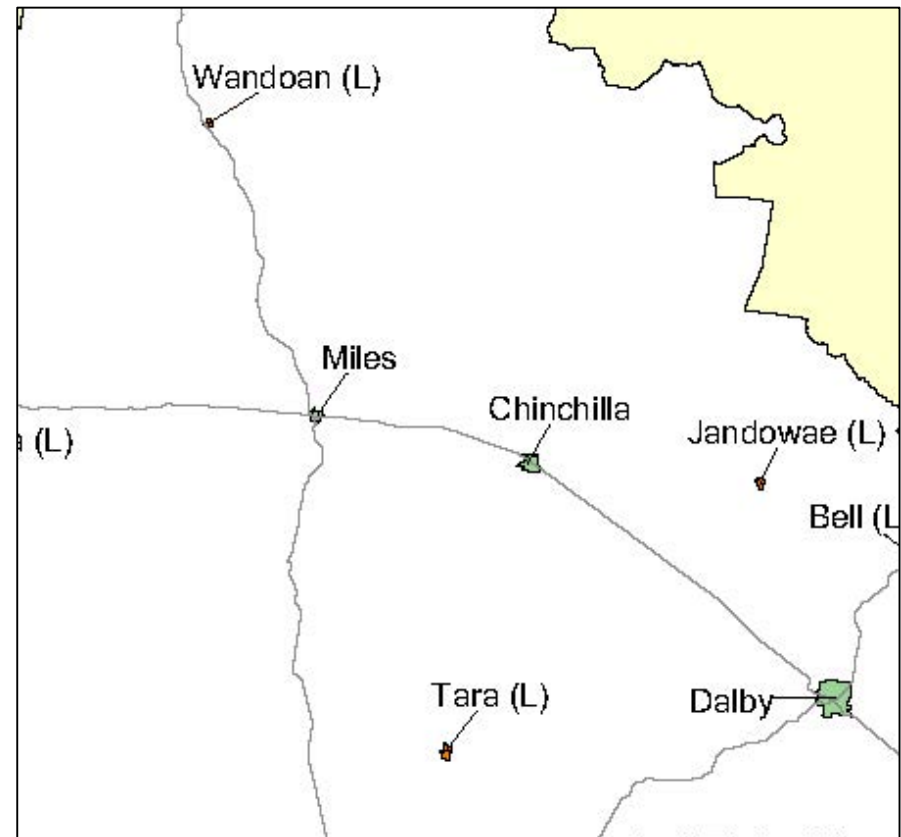 Wandoan (L)
Miles
Chinchilla
Jandowae (L)
(L)
Bell (L
Tara (L)
Dalby